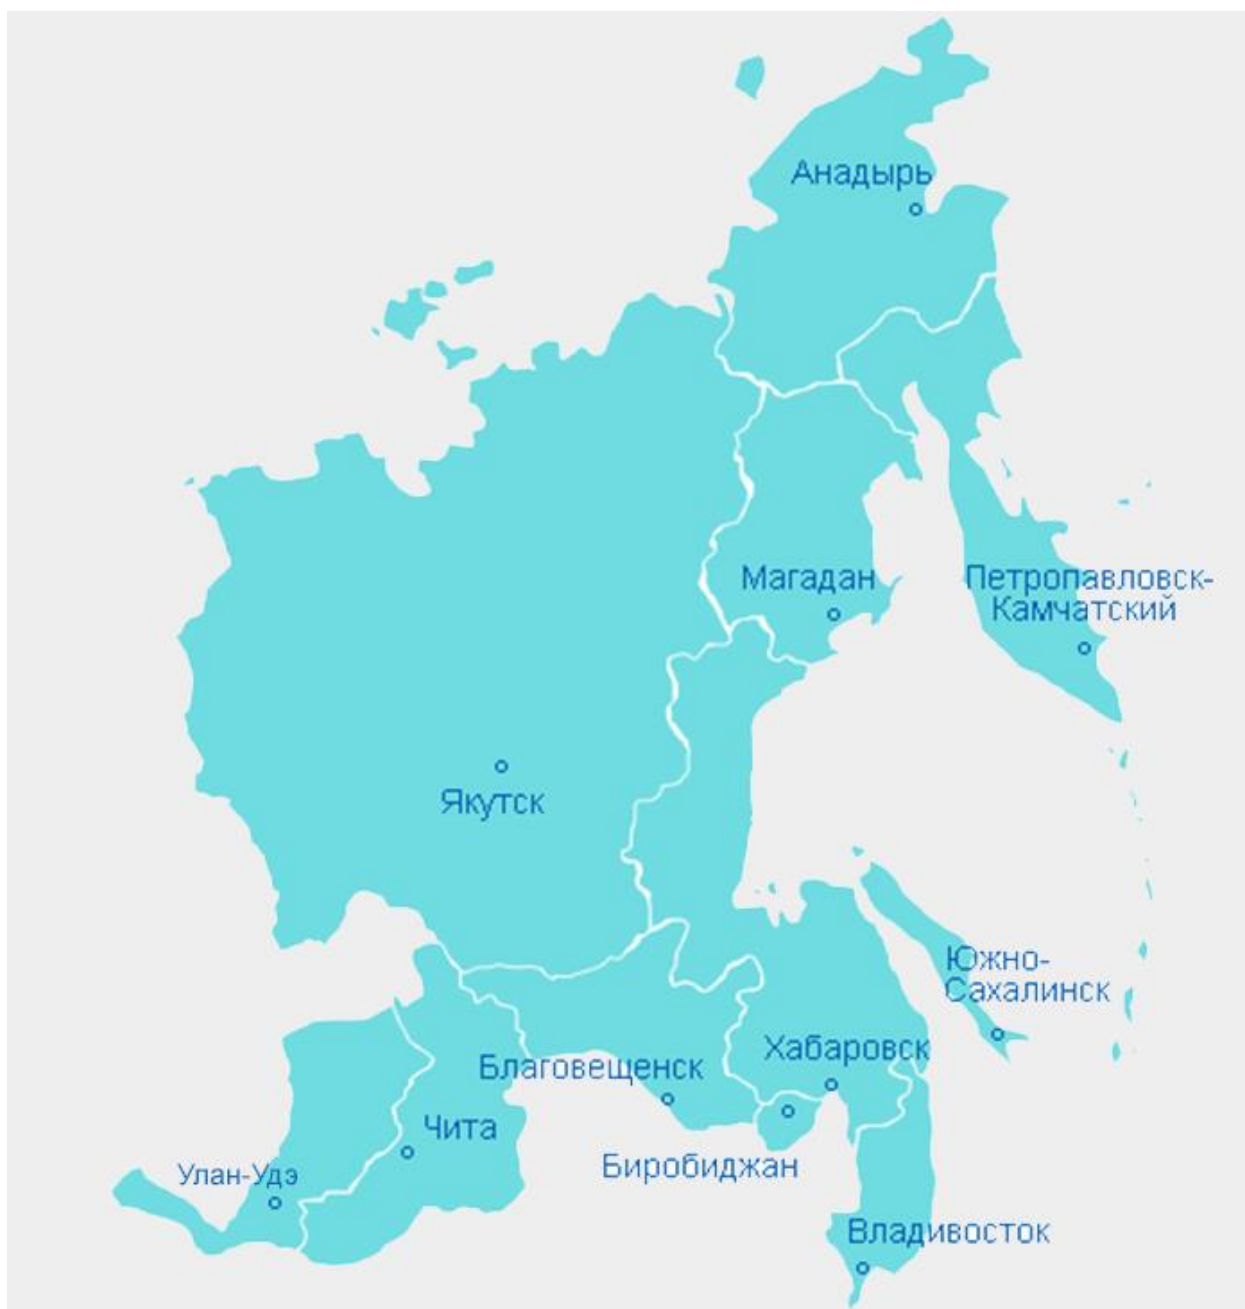 Анадырь
Магадан
Петропавловск-
Камчатский
Якутск
Южно-
Сахалинск
Хабаровск
Благовещенск
Чита
Биробиджан
Улан-Удэ
Владивосток